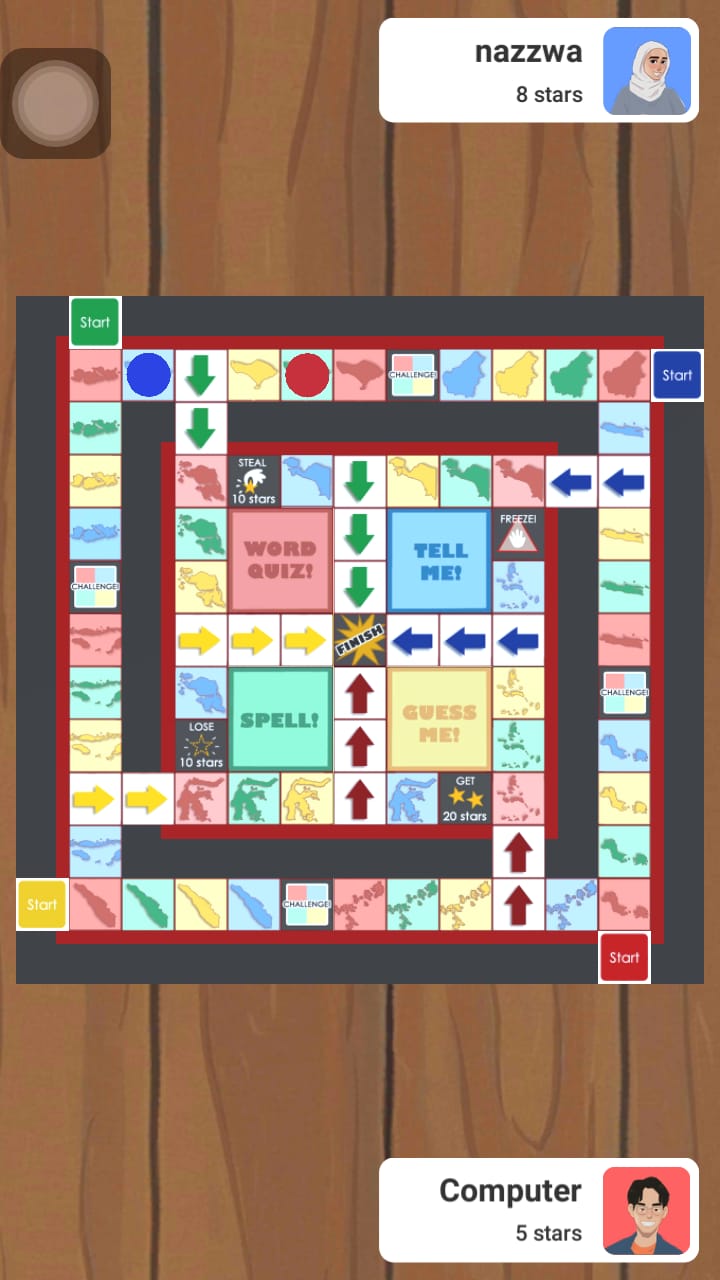 nazzwa
8 stars
Start
CHALLENGE!
Start
STEAL
10 stars
WORD
QUIZ!
TELL
ME!
FREEZE!
CHALLENGE!
FINISH
CHALLENGE!
SPELL!
GUESS
ME!
LOSE
10 stars
GET
20 stars
Start
CHALLENGE!
Start
Computer
5 stars